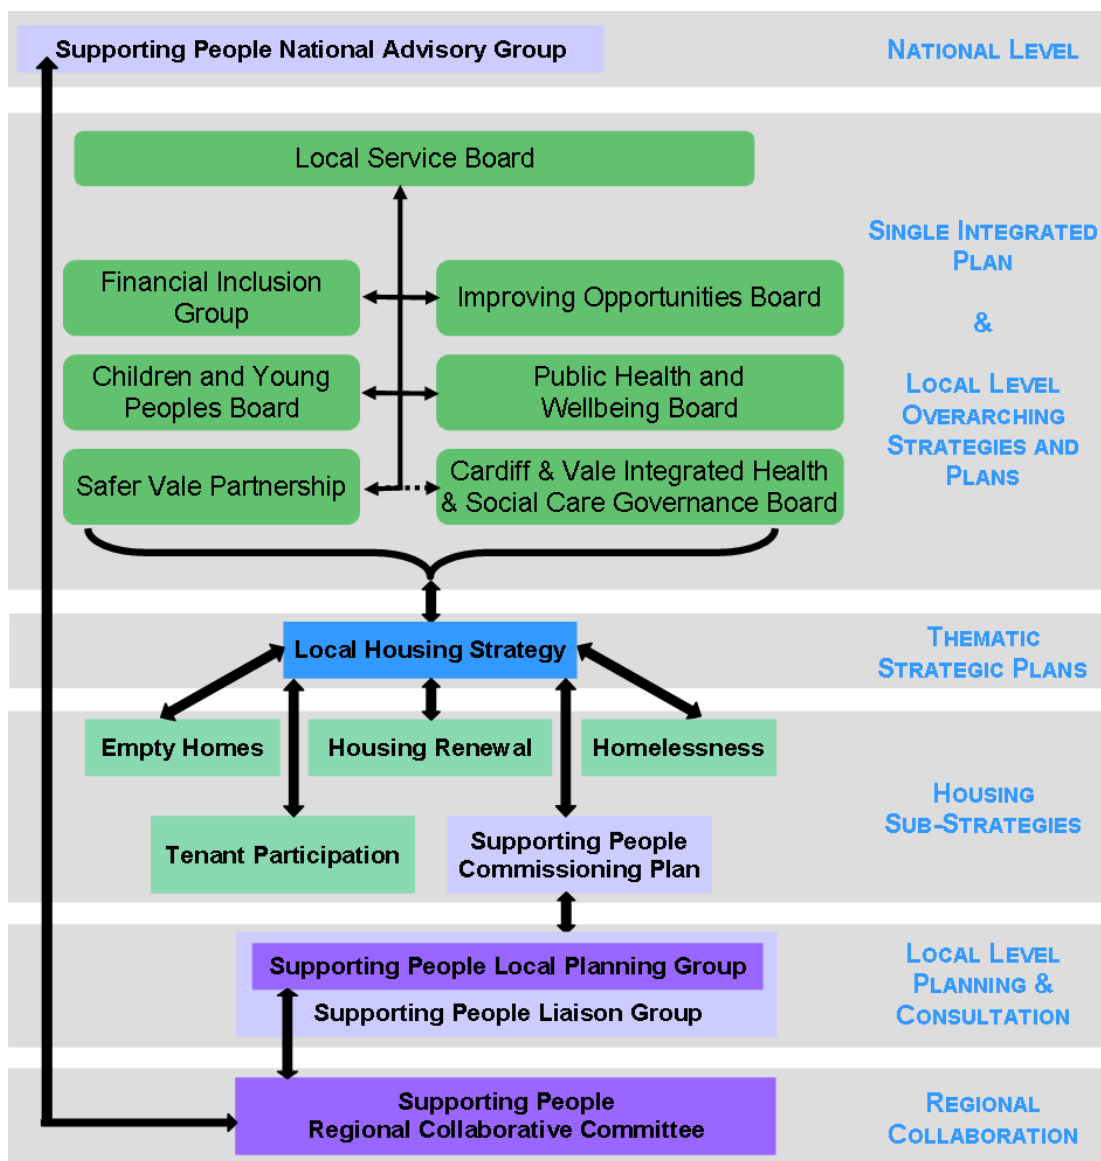 Supporting People National Advisory Group
NATIONAL LEVEL
Local Service Board
SINGLE INTEGRATED
PLAN
&
LOCAL LEVEL
OVERARCHING
STRATEGIES AND
PLANS
Financial Inclusion
Group
Improving Opportunities Board
Children and Young
Peoples Board
Public Health and
Wellbeing Board
Safer Vale Partnership
Cardiff & Vale Integrated Health
& Social Care Governance Board
Local Housing Strategy
THEMATIC
STRATEGIC PLANS
Empty Homes
Housing Renewal
Homelessness
Tenant Participation
Supporting People
Commissioning Plan
HOUSING
SUB-STRATEGIES
Supporting People Local Planning Group
Supporting People Liaison Group
LOCAL LEVEL
PLANNING &
CONSULTATION
Supporting People
Regional Collaborative Committee
REGIONAL
COLLABORATION